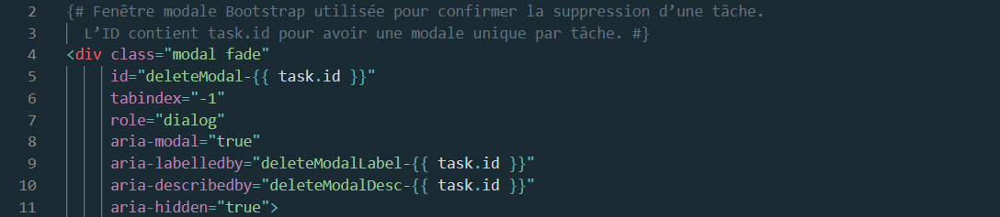 2 {# Fenêtre modale Bootstrap utilisée pour confirmer la suppression d’une tâche.
3 L’ID contient task.id pour avoir une modale unique par tâche. #}
4 <div class="modal fade"
5 id="deleteModal-{{ task.id }}"
6 tabindex="-1"
7 role="dialog"
8 aria-modal="true"
9 aria-labelledby="deleteModalLabel-{{ task.id }}"
10 aria-describedby="deleteModalDesc-{{ task.id }}"
11 aria-hidden="true">